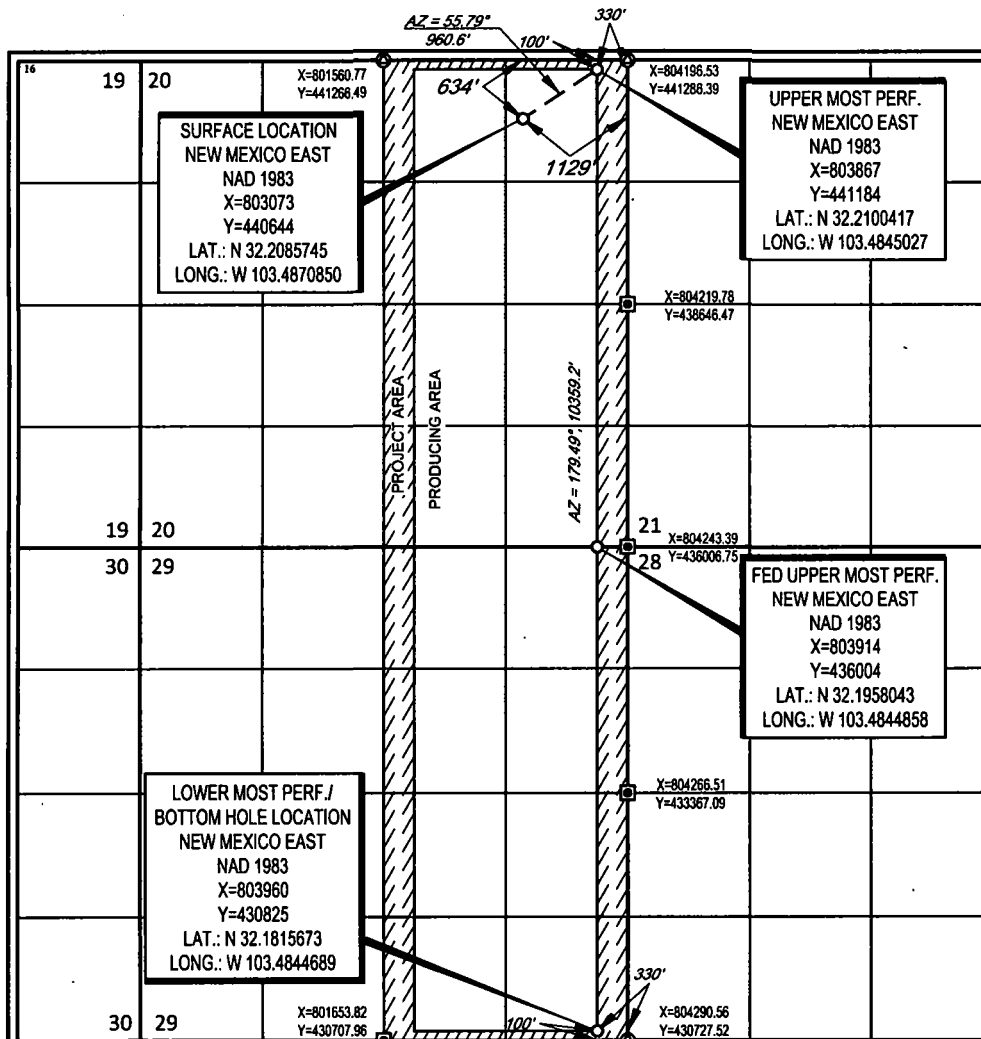 AZ = 55.79°
960.6'
330'
100'
16
19 20
X=801560.77
Y=441266.49
634'
X=804196.53
Y=441288.39
1129'
SURFACE LOCATION
NEW MEXICO EAST
NAD 1983
X=803073
Y=440644
LAT.: N 32.2085745
LONG.: W 103.4870850
UPPER MOST PERF.
NEW MEXICO EAST
NAD 1983
X=803867
Y=441184
LAT.: N 32.2100417
LONG.: W 103.4845027
X=804219.78
Y=438646.47
PROJECT AREA
PRODUCING AREA
AZ = 179.49°, 10359.2'
19 20
30 29
21
28
X=804243.39
Y=436006.75
FED UPPER MOST PERF.
NEW MEXICO EAST
NAD 1983
X=803914
Y=436004
LAT.: N 32.1958043
LONG.: W 103.4844858
X=804266.51
Y=433367.09
LOWER MOST PERF./
BOTTOM HOLE LOCATION
NEW MEXICO EAST
NAD 1983
X=803960
Y=430825
LAT.: N 32.1815673
LONG.: W 103.4844689
330'
30 29
X=801653.82
Y=430707.96
100'
X=804290.56
Y=430727.52